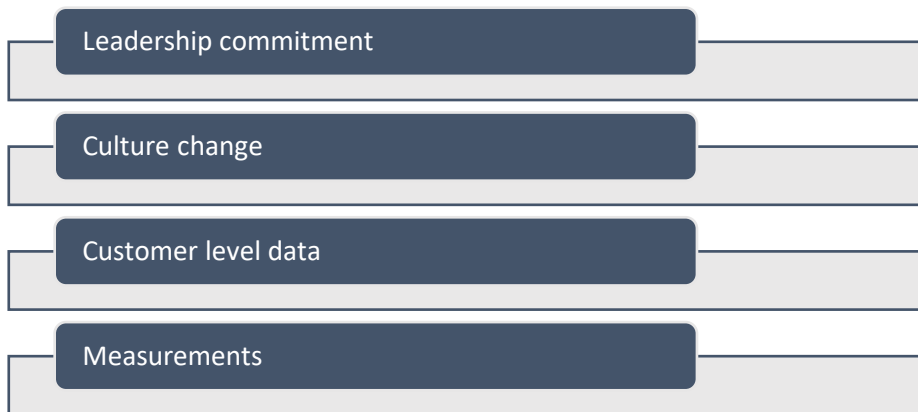 Leadership commitment
Culture change
Customer level data
Measurements